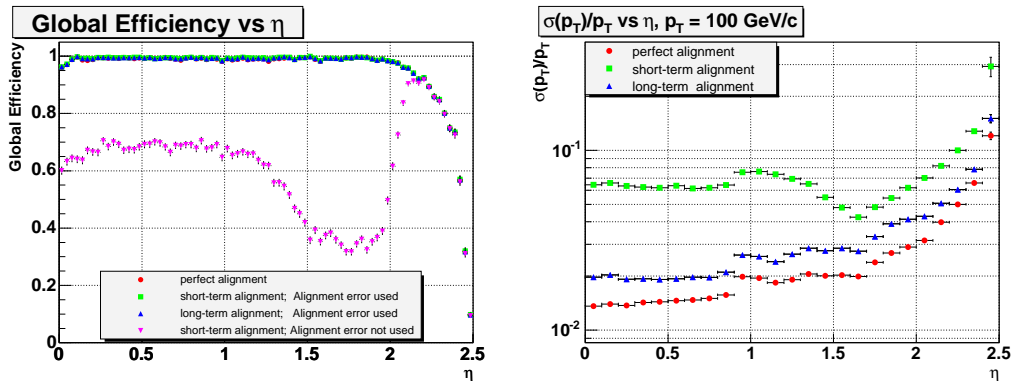 Global Efficiency vs η
Global Efficiency
1
0.8
0.6
0.4
0.2
0
perfect alignment
short-term alignment; Alignment error used
long-term alignment; Alignment error used
short-term alignment; Alignment error not used
0 0.5 1 1.5 2 2.5
η
σ(p_T)/p_T vs η, p_T = 100 GeV/c
σ(p_T)/p_T
perfect alignment
short-term alignment
long-term alignment
10^-1
10^-2
0 0.5 1 1.5 2 2.5
η